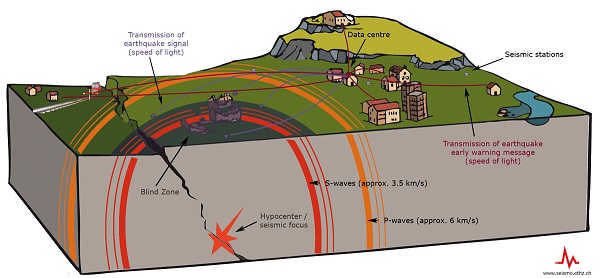 Transmission of
earthquake signal
(speed of light)
Data centre
Seismic stations
Transmission of earthquake
early warning message
(speed of light)
Blind Zone
S-waves (approx. 3.5 km/s)
Hypocenter /
seismic focus
P-waves (approx. 6 km/s)
www.seismo.ethz.ch